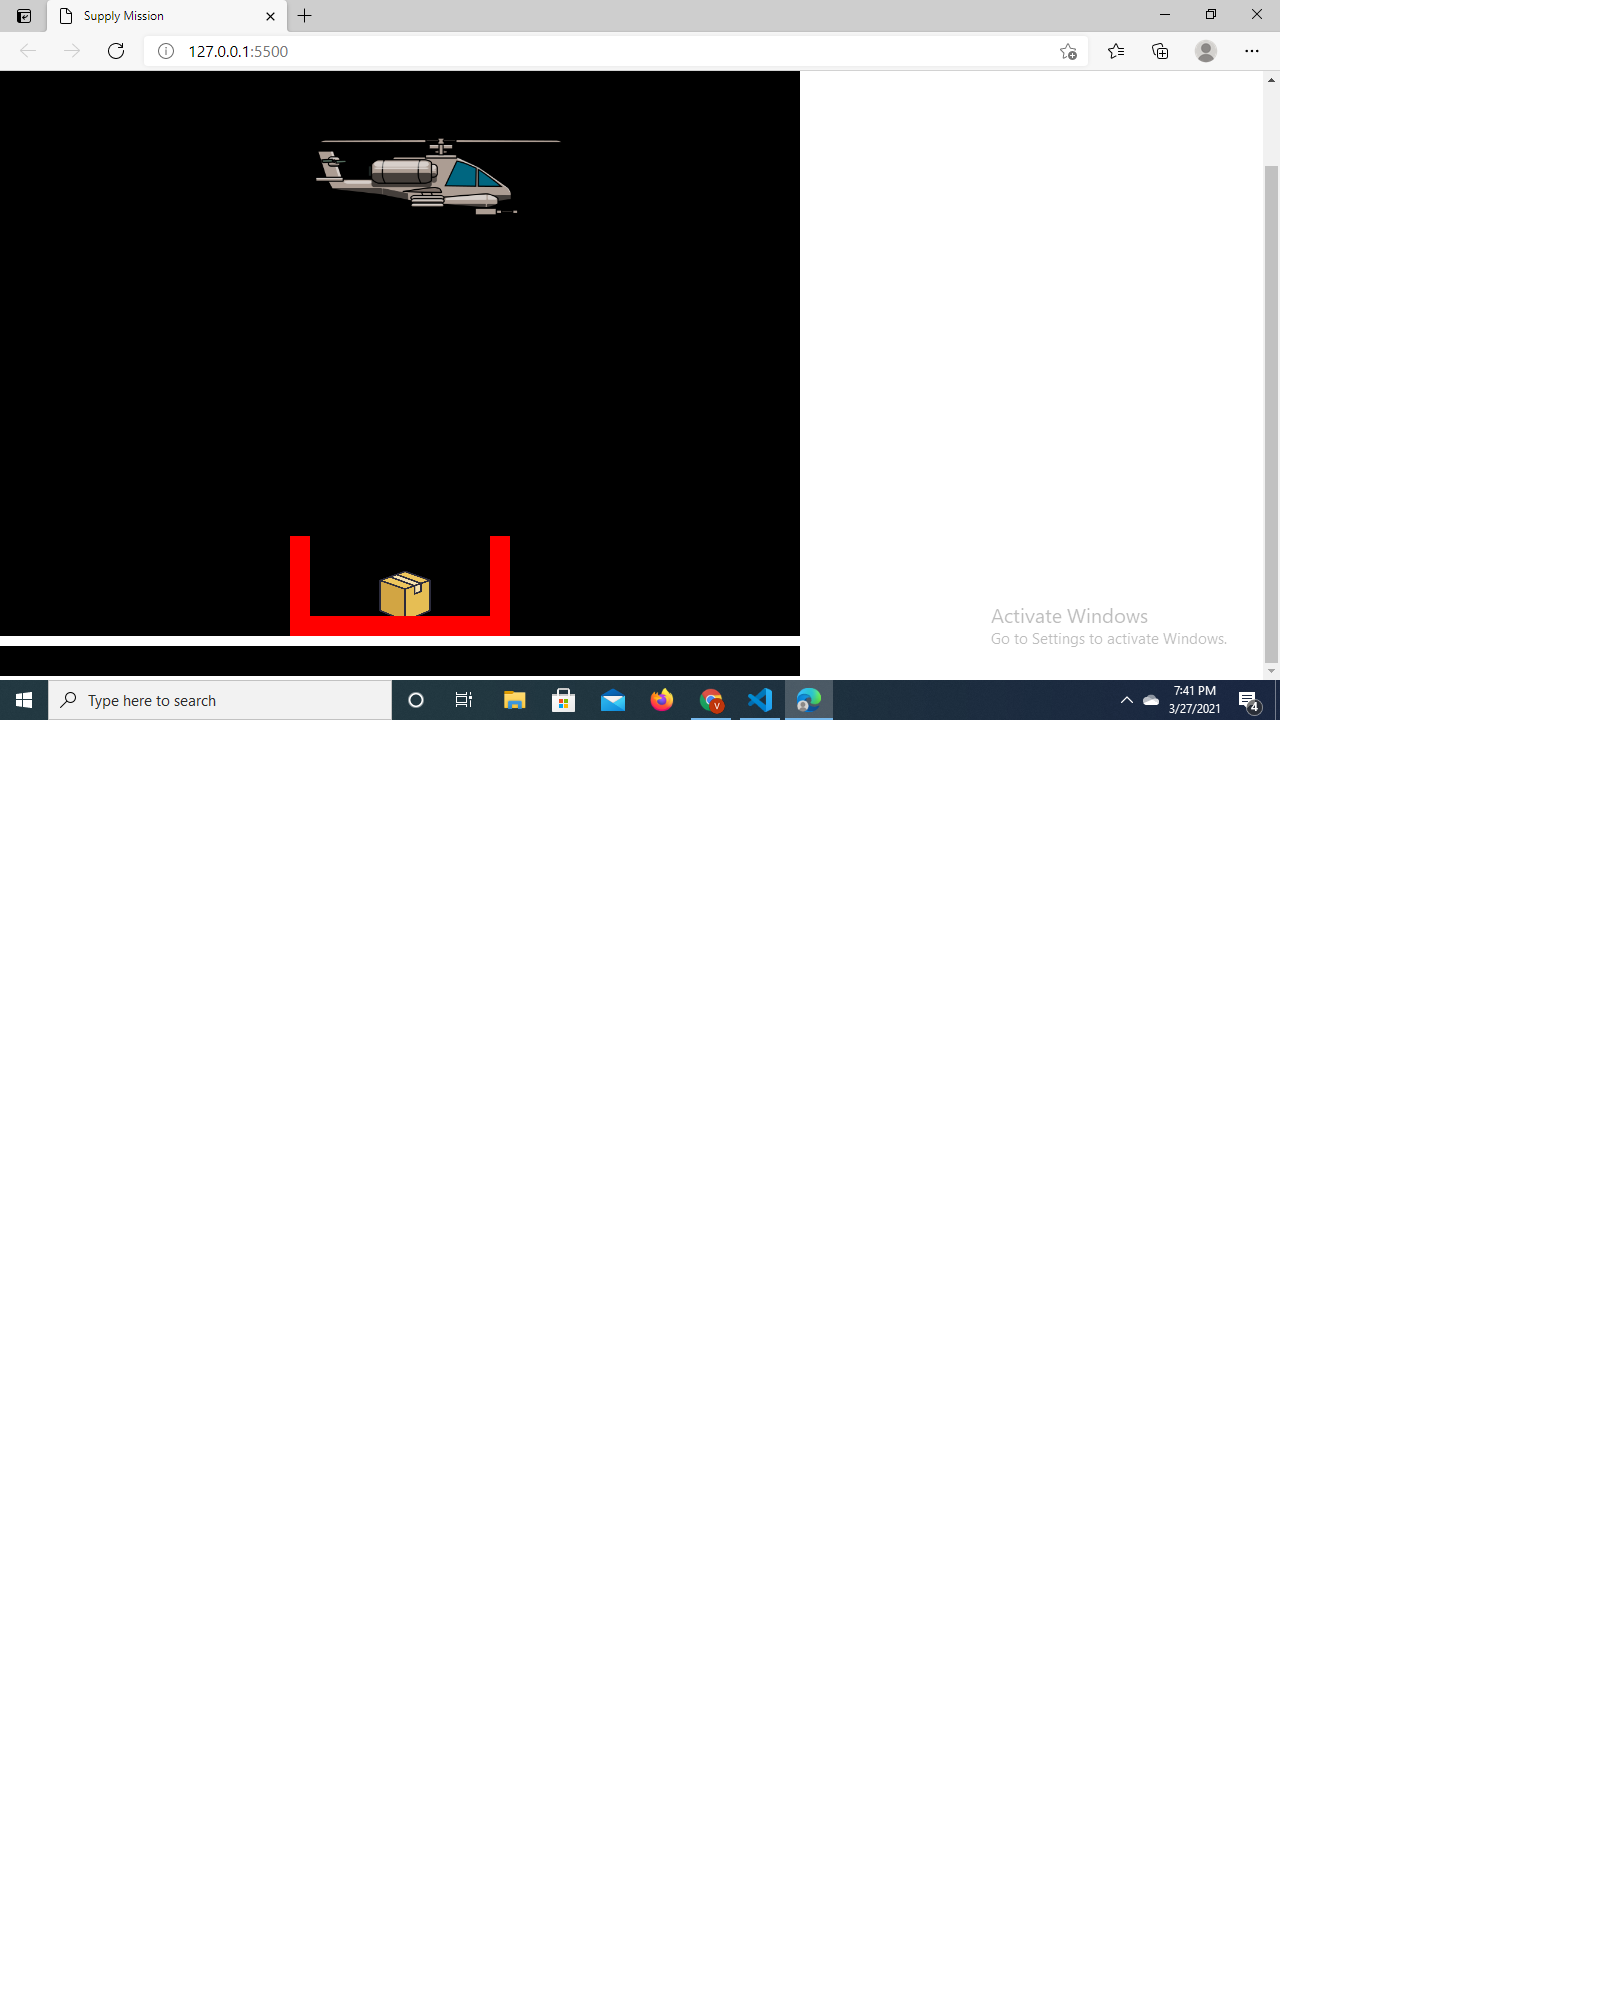 Supply Mission
127.0.0.1:5500
Activate Windows
Go to Settings to activate Windows.
Type here to search
V
7:41 PM
3/27/2021
4